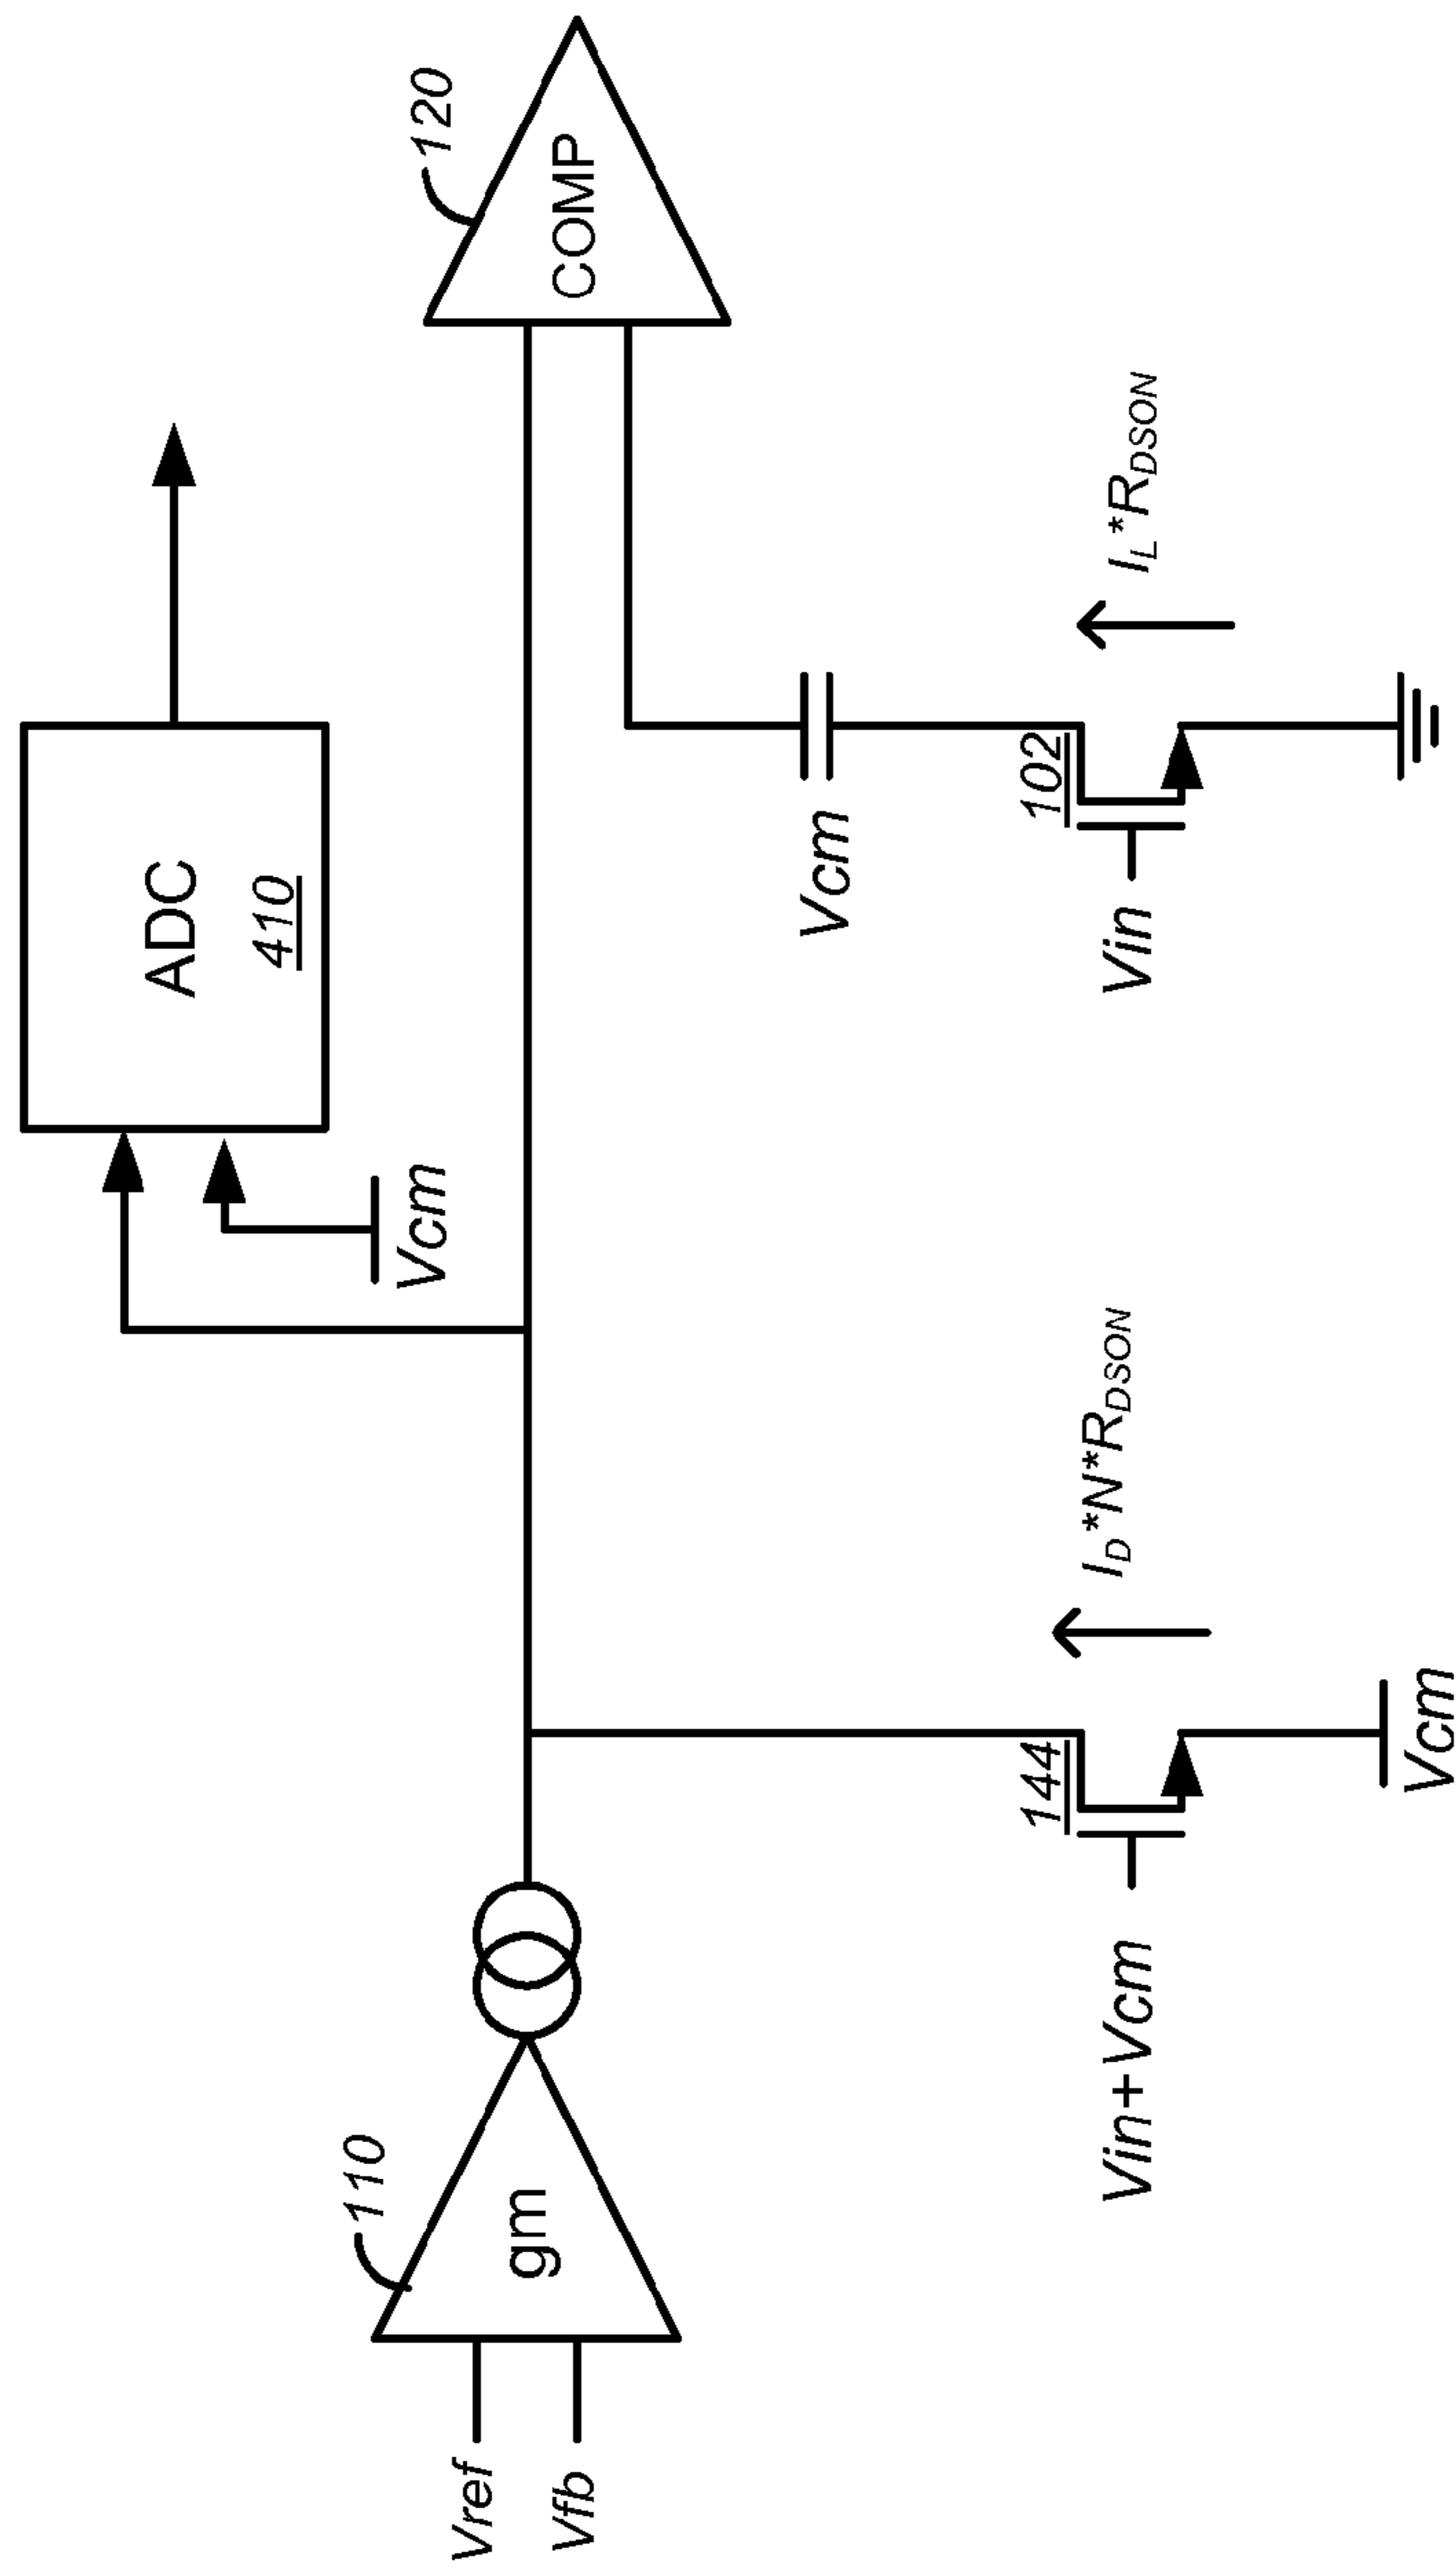 ADC
410
120
COMP
Vcm
110
gm
Vref
Vfb
144
I_D*N*R_DSON
Vin+Vcm
Vcm
Vcm
102
I_L*R_DSON
Vin